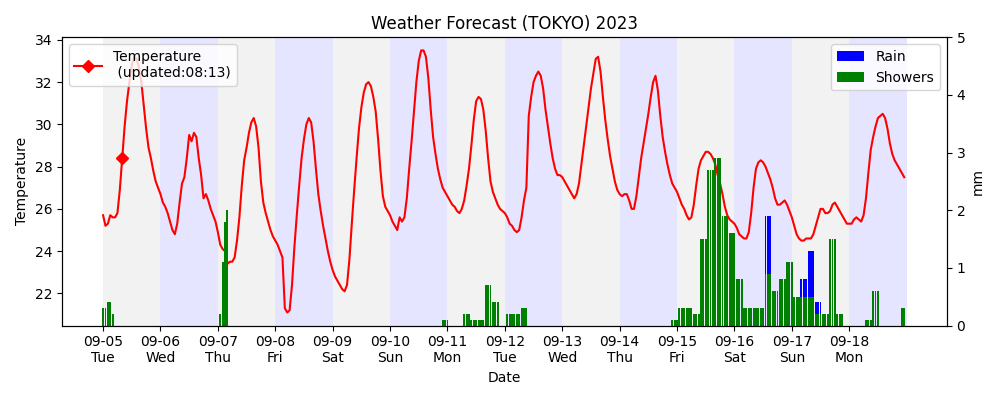 Weather Forecast (TOKYO) 2023
Temperature
(updated:08:13)
Rain
Showers
Temperature
34
32
30
28
26
24
22
5
4
3
2
1
0
mm
09-05 09-06 09-07 09-08 09-09 09-10 09-11 09-12 09-13 09-14 09-15 09-16 09-17 09-18
Tue Wed Thu Fri Sat Sun Mon Tue Wed Thu Fri Sat Sun Mon
Date